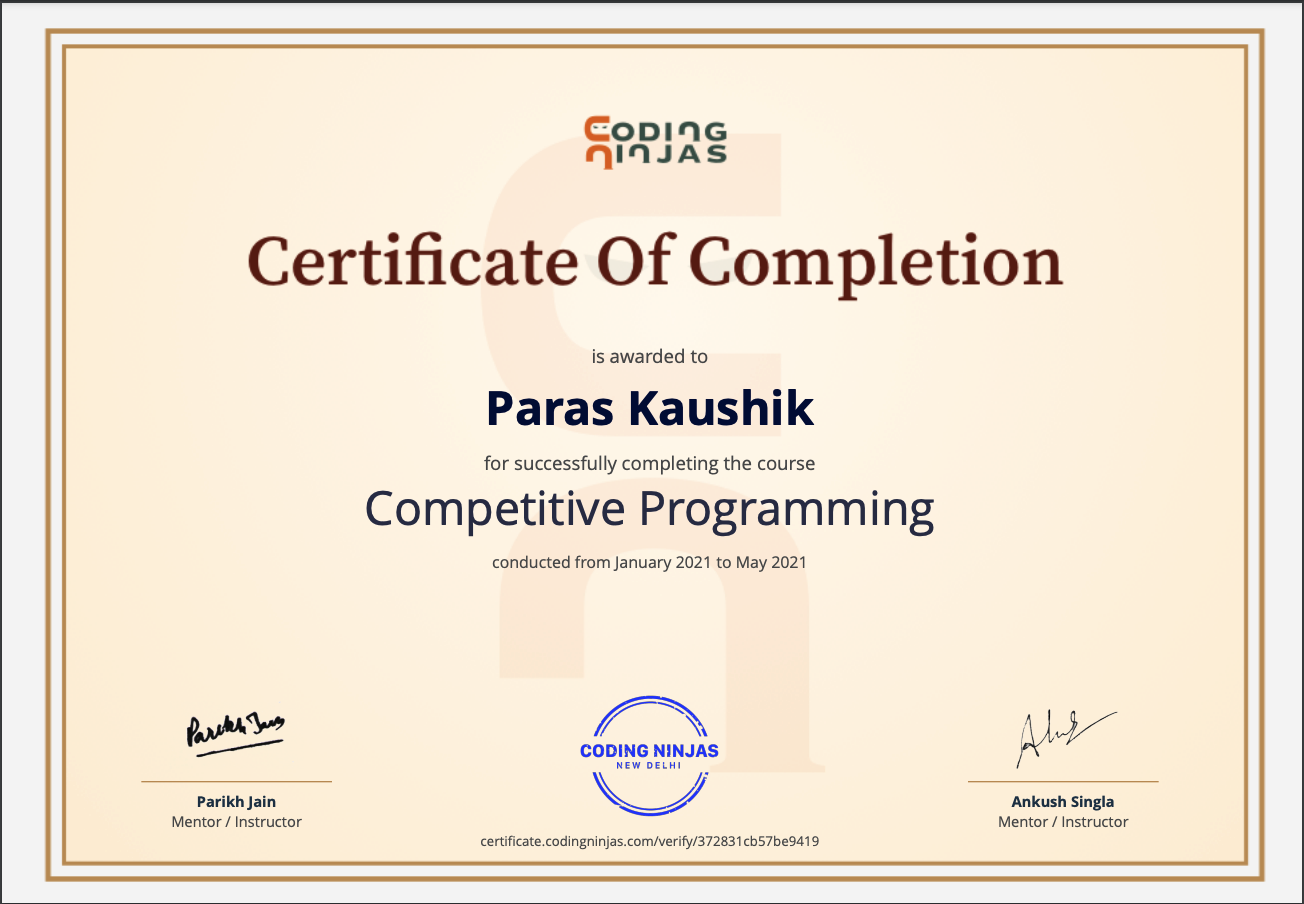 CODING
NINJAS
Certificate Of Completion
is awarded to
Paras Kaushik
for successfully completing the course
Competitive Programming
conducted from January 2021 to May 2021
Parikh Jain
CODING NINJAS
NEW DELHI
Parikh Jain
Mentor / Instructor
Ankush Singla
Mentor / Instructor
certificate.codingninjas.com/verify/372831cb57be9419